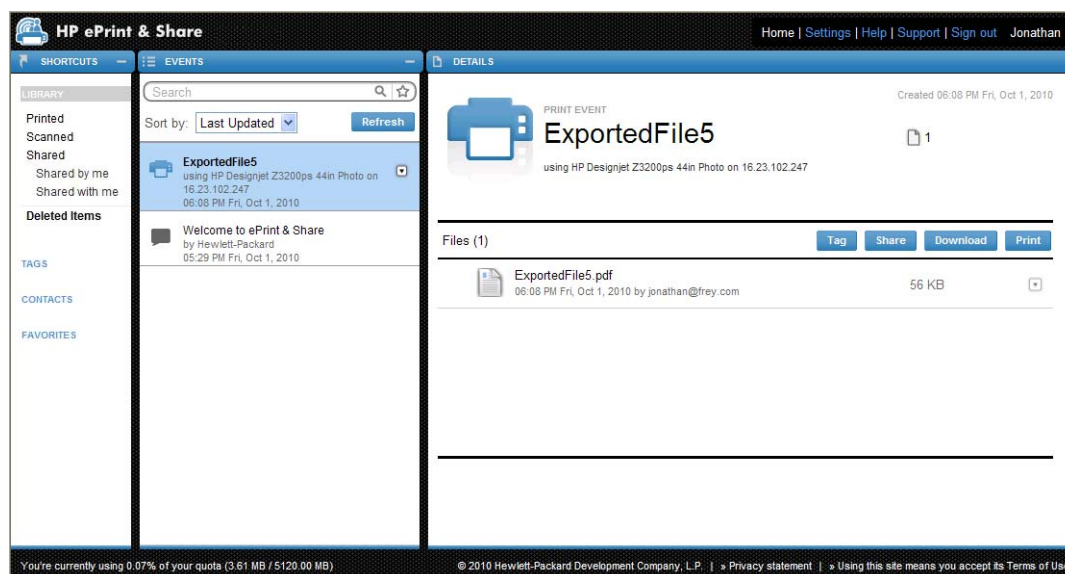 HP ePrint & Share
Home | Settings | Help | Support | Sign out Jonathan
SHORTCUTS
LIBRARY
Printed
Scanned
Shared
Shared by me
Shared with me
Deleted Items
TAGS
CONTACTS
FAVORITES
EVENTS
Search
Sort by: Last Updated Refresh
ExportedFile5
using HP Designjet Z3200ps 44in Photo on
16.23.102.247
06:08 PM Fri, Oct 1, 2010
Welcome to ePrint & Share
by Hewlett-Packard
05:29 PM Fri, Oct 1, 2010
DETAILS
Created 06:08 PM Fri, Oct 1, 2010
PRINT EVENT
ExportedFile5
1
using HP Designjet Z3200ps 44in Photo on 16.23.102.247
Files (1) Tag Share Download Print
ExportedFile5.pdf
56 KB
06:08 PM Fri, Oct 1, 2010 by jonathan@frey.com
You're currently using 0.07% of your quota (3.61 MB / 5120.00 MB)
© 2010 Hewlett-Packard Development Company, L.P. | » Privacy statement | » Using this site means you accept its Terms of Use